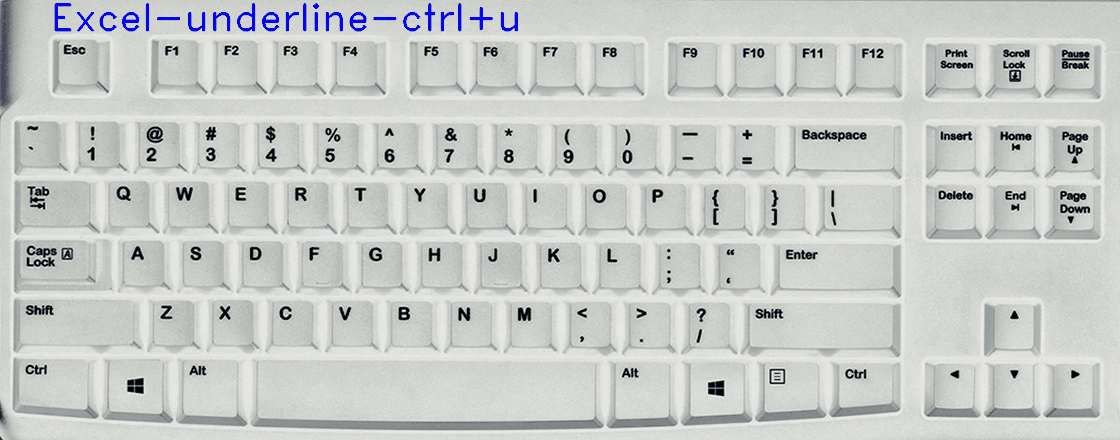 Excel-underline-ctrl+u
Esc F1 F2 F3 F4 F5 F6 F7 F8 F9 F10 F11 F12 Print Screen Scroll Lock Pause Break
~ ` ! 1 @ 2 # 3 $ 4 % 5 ^ 6 & 7 * 8 ( 9 ) 0 — - + = Backspace Insert Home Page Up
Tab Q W E R T Y U I O P { [ } ] | \ Delete End Page Down
Caps Lock A S D F G H J K L : ; “ ‘ Enter
Shift Z X C V B N M < , > . ? / Shift
Ctrl Alt Alt Ctrl